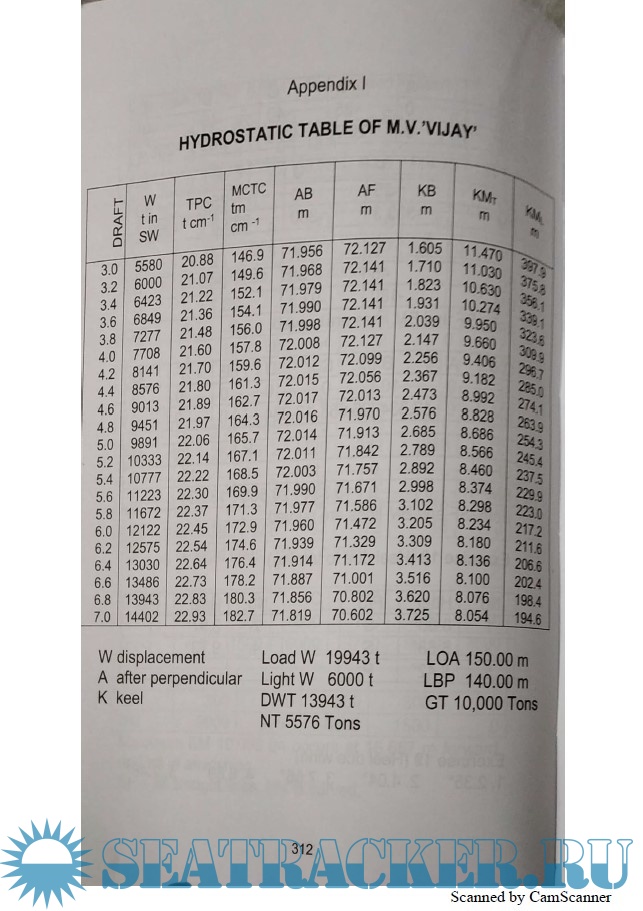 Appendix I
HYDROSTATIC TABLE OF M.V.'VIJAY'
DRAFT W t in SW TPC t cm-1 MCTC tm cm -1 AB m AF m KB m KMT m KML m
3.0 5580 20.88 146.9 71.956 72.127 1.605 11.470 397.9
3.2 6000 21.07 149.6 71.968 72.141 1.710 11.030 375.8
3.4 6423 21.22 152.1 71.979 72.141 1.823 10.630 358.1
3.6 6849 21.36 154.1 71.990 72.141 1.931 10.274 339.1
3.8 7277 21.48 156.0 71.998 72.141 2.039 9.950 323.8
4.0 7708 21.60 157.8 72.008 72.127 2.147 9.660 309.9
4.2 8141 21.70 159.6 72.012 72.099 2.256 9.406 296.7
4.4 8576 21.80 161.3 72.015 72.056 2.367 9.182 285.0
4.6 9013 21.89 162.7 72.017 72.013 2.473 8.992 274.1
4.8 9451 21.97 164.3 72.016 71.970 2.576 8.828 263.9
5.0 9891 22.06 165.7 72.014 71.913 2.685 8.686 254.3
5.2 10333 22.14 167.1 72.011 71.842 2.789 8.566 245.4
5.4 10777 22.22 168.5 72.003 71.757 2.892 8.460 237.5
5.6 11223 22.30 169.9 71.990 71.671 2.998 8.374 229.9
5.8 11672 22.37 171.3 71.977 71.586 3.102 8.298 223.0
6.0 12122 22.45 172.9 71.960 71.472 3.205 8.234 217.2
6.2 12575 22.54 174.6 71.939 71.329 3.309 8.180 211.6
6.4 13030 22.64 176.4 71.914 71.172 3.413 8.136 206.6
6.6 13486 22.73 178.2 71.887 71.001 3.516 8.100 202.4
6.8 13943 22.83 180.3 71.856 70.802 3.620 8.076 198.4
7.0 14402 22.93 182.7 71.819 70.602 3.725 8.054 194.6
W displacement Load W 19943 t LOA 150.00 m
A after perpendicular Light W 6000 t LBP 140.00 m
K keel DWT 13943 t GT 10,000 Tons
NT 5576 Tons
312
SEATRACKER.RU
Scanned by CamScanner